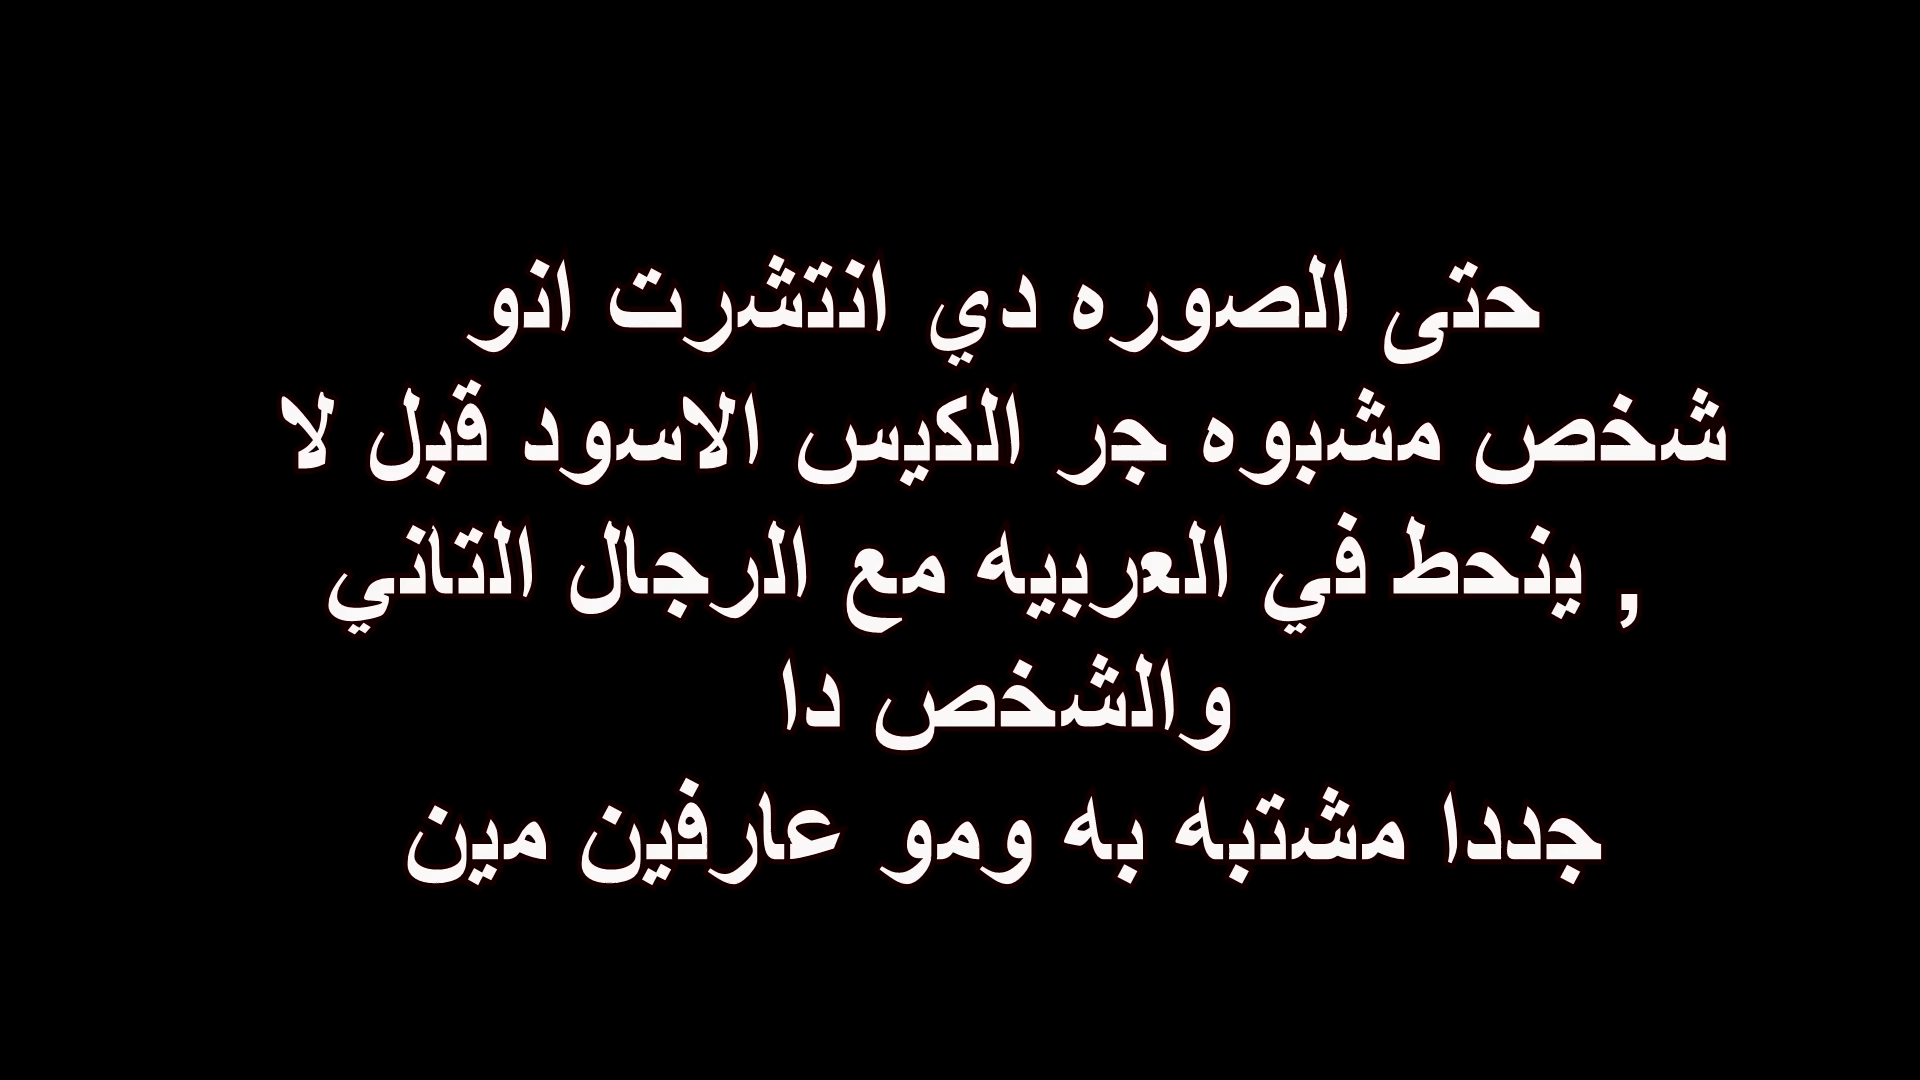 حتى الصوره دي انتشرت انو
شخص مشبوه جر الكيس الاسود قبل لا
, ينحط في العربيه مع الرجال التاني
والشخص دا
جددا مشتبه به ومو عارفين مين